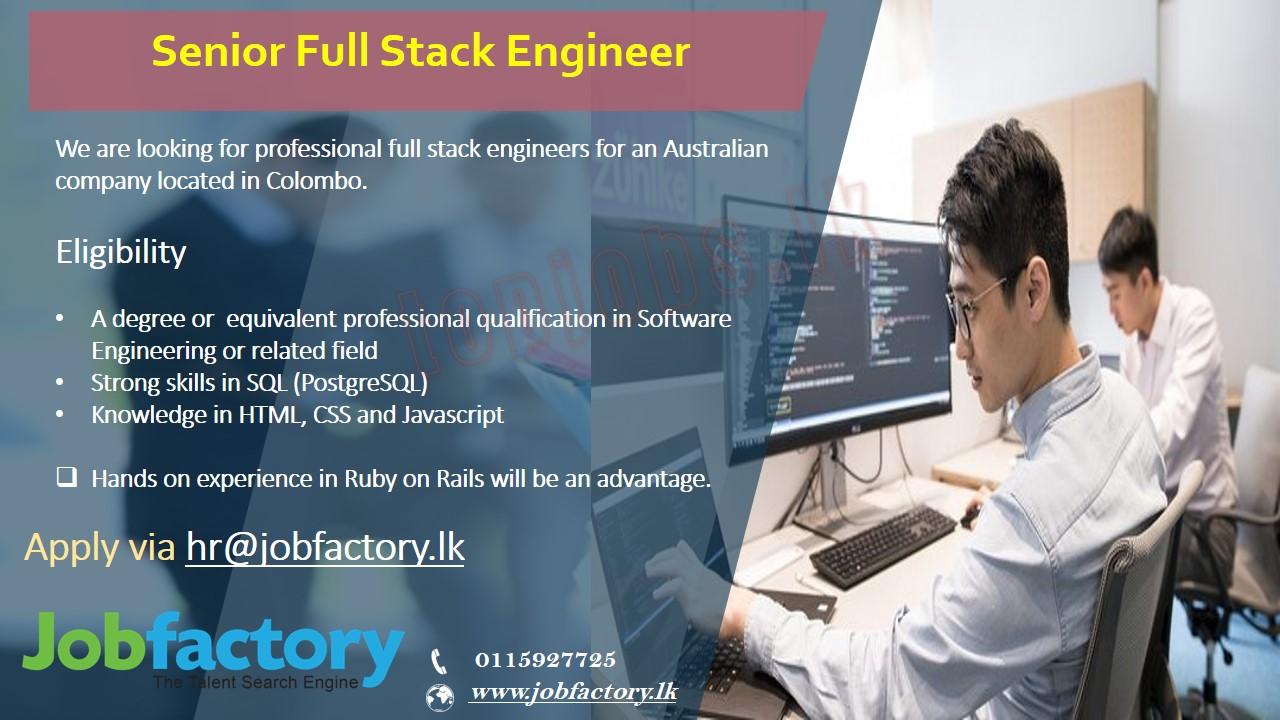 Senior Full Stack Engineer
We are looking for professional full stack engineers for an Australian
company located in Colombo.
zühlke
topjobs.lk
Eligibility
• A degree or  equivalent professional qualification in Software
Engineering or related field
• Strong skills in SQL (PostgreSQL)
• Knowledge in HTML, CSS and Javascript
❑ Hands on experience in Ruby on Rails will be an advantage.
Apply via hr@jobfactory.lk
Jobfactory
The Talent Search Engine
0115927725
www.jobfactory.lk